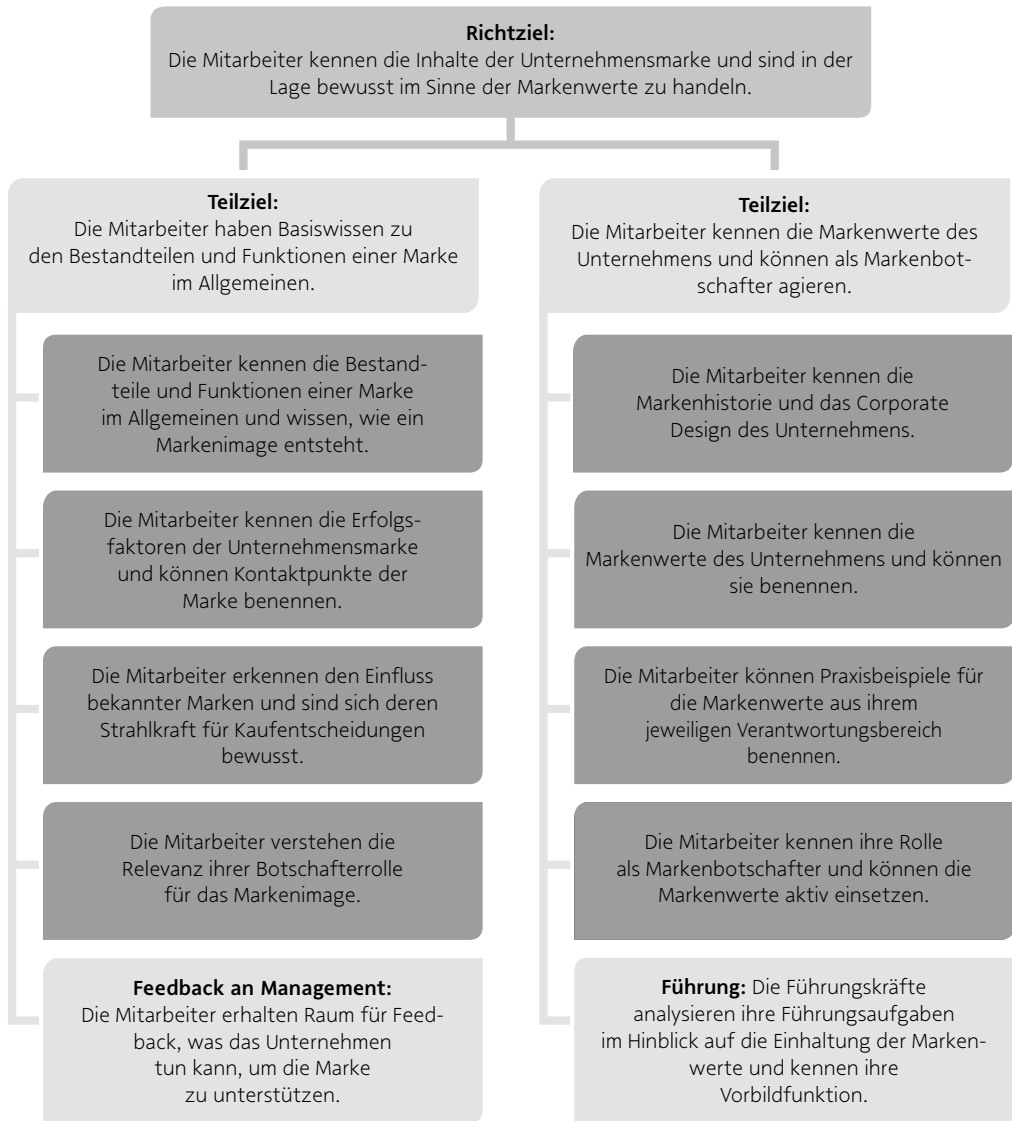 Richtziel:
Die Mitarbeiter kennen die Inhalte der Unternehmensmarke und sind in der
Lage bewusst im Sinne der Markenwerte zu handeln.
Teilziel:
Die Mitarbeiter haben Basiswissen zu
den Bestandteilen und Funktionen einer Marke
im Allgemeinen.
Die Mitarbeiter kennen die Bestand-
teile und Funktionen einer Marke
im Allgemeinen und wissen, wie ein
Markenimage entsteht.
Die Mitarbeiter kennen die Erfolgs-
faktoren der Unternehmensmarke
und können Kontaktpunkte der
Marke benennen.
Die Mitarbeiter erkennen den Einfluss
bekannter Marken und sind sich deren
Strahlkraft für Kaufentscheidungen
bewusst.
Die Mitarbeiter verstehen die
Relevanz ihrer Botschafterrolle
für das Markenimage.
Feedback an Management:
Die Mitarbeiter erhalten Raum für Feed-
back, was das Unternehmen
tun kann, um die Marke
zu unterstützen.
Teilziel:
Die Mitarbeiter kennen die Markenwerte des
Unternehmens und können als Markenbot-
schafter agieren.
Die Mitarbeiter kennen die
Markenhistorie und das Corporate
Design des Unternehmens.
Die Mitarbeiter kennen die
Markenwerte des Unternehmens und können
sie benennen.
Die Mitarbeiter können Praxisbeispiele für
die Markenwerte aus ihrem
jeweiligen Verantwortungsbereich
benennen.
Die Mitarbeiter kennen ihre Rolle
als Markenbotschafter und können die
Markenwerte aktiv einsetzen.
Führung: Die Führungskräfte
analysieren ihre Führungsaufgaben
im Hinblick auf die Einhaltung der Marken-
werte und kennen ihre
Vorbildfunktion.